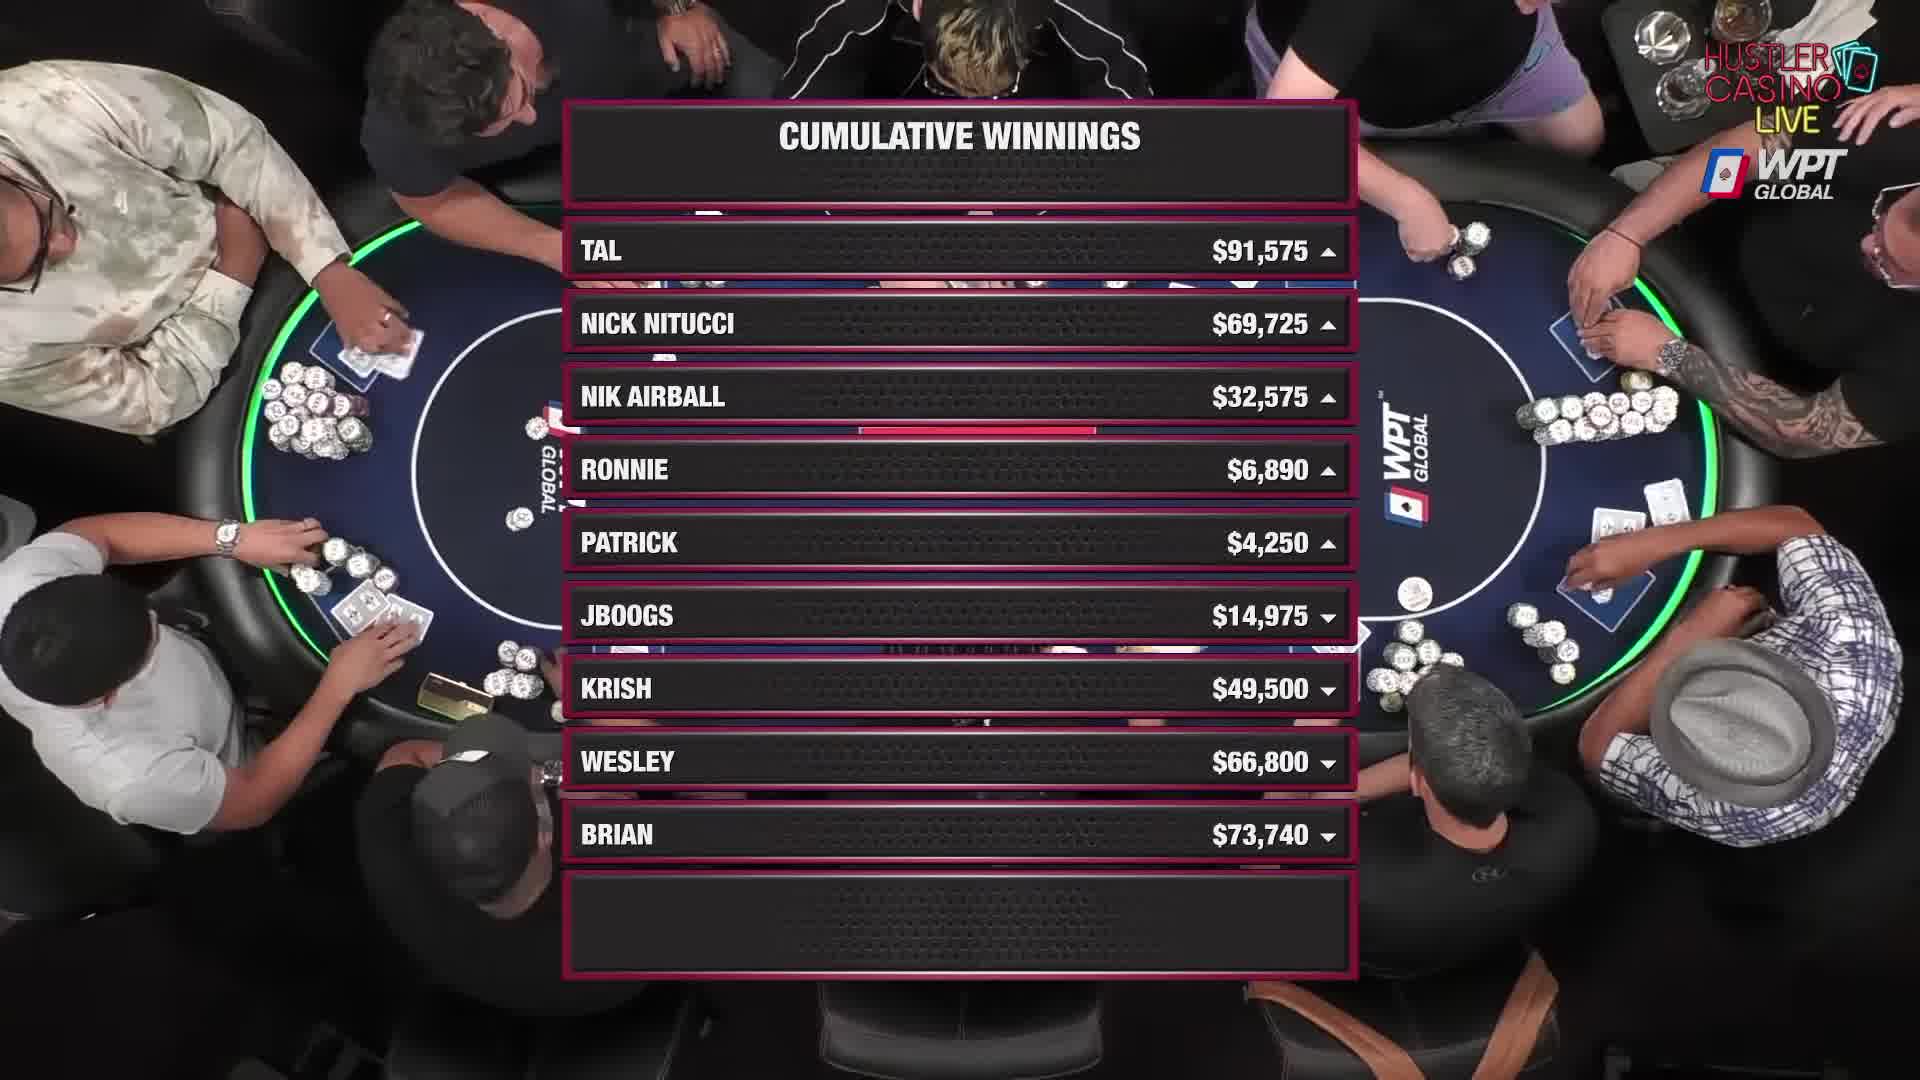 HUSTLER
CASINO
LIVE
WPT
GLOBAL
CUMULATIVE WINNINGS
TAL $91,575 ▲
NICK NITUCCI $69,725 ▲
NIK AIRBALL $32,575 ▲
RONNIE $6,890 ▲
PATRICK $4,250 ▲
JBOOGS $14,975 ▼
KRISH $49,500 ▼
WESLEY $66,800 ▼
BRIAN $73,740 ▼
GLOBAL
WPT
GLOBAL